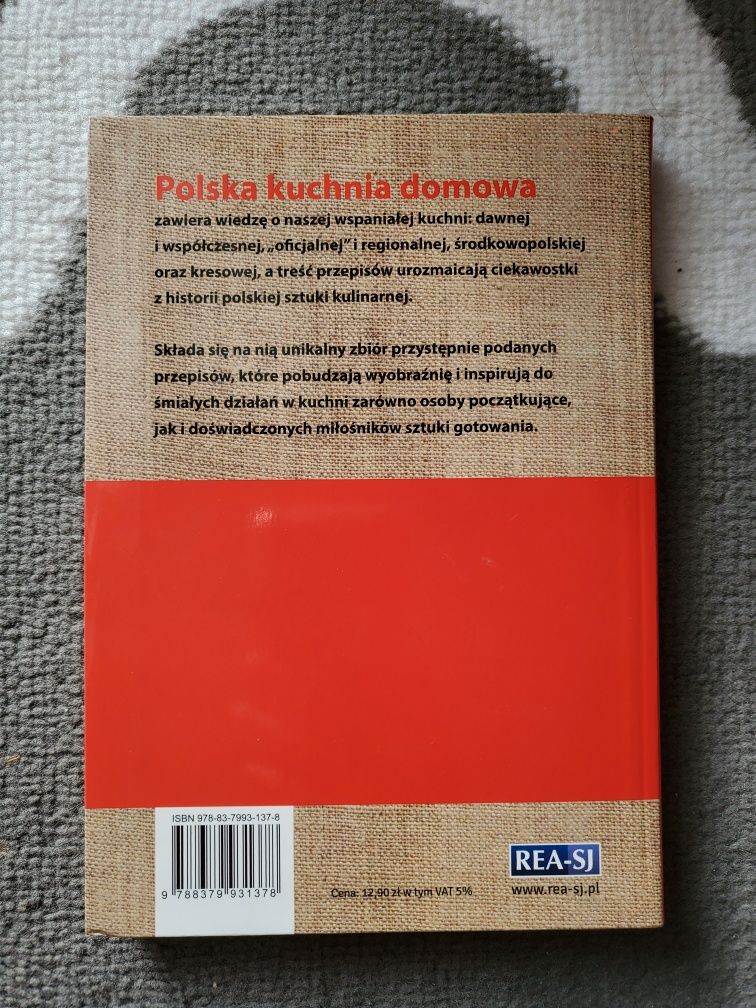 Polska kuchnia domowa
zawiera wiedzę o naszej wspaniałej kuchni: dawnej
i współczesnej, „oficjalnej” i regionalnej, środkowopolskiej
oraz kresowej, a treść przepisów urozmaicają ciekawostki
z historii polskiej sztuki kulinarnej.
Składa się na nią unikalny zbiór przystępnie podanych
przepisów, które pobudzają wyobraźnię i inspirują do
śmiałych działań w kuchni zarówno osoby początkujące,
jak i doświadczonych miłośników sztuki gotowania.
ISBN 978-83-7993-137-8
9 788379 931378
Cena: 12,90 zł w tym VAT 5%
REA-SJ
www.rea-sj.pl